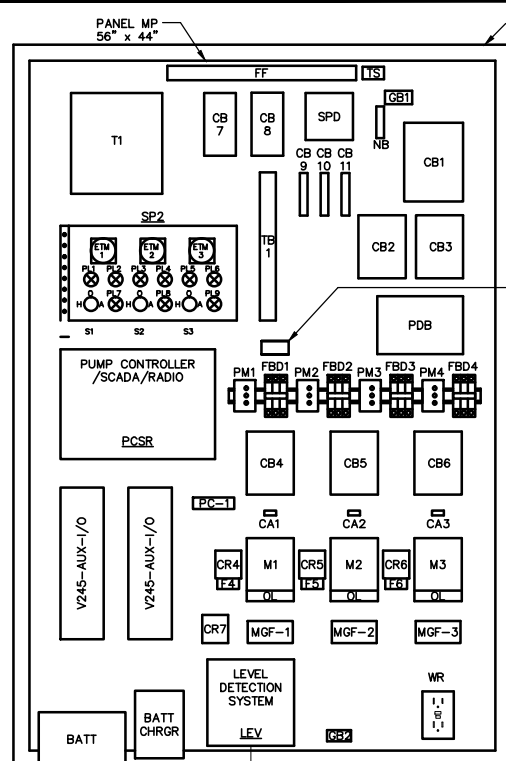 PANEL MP
56" x 44"
FF
TS
GB1
T1
CB
7
CB
8
SPD
NB
CB1
CB
9
CB
10
CB
11
SP2
ETM
1
ETM
2
ETM
3
PL1
PL2
PL3
PL4
PL5
PL6
H O A
PL7
H O A
PL8
H O A
PL9
S1
S2
S3
TB
1
CB2
CB3
PDB
PUMP CONTROLLER
/SCADA/RADIO
PCSR
PM1
FBD1
PM2
FBD2
PM3
FBD3
PM4
FBD4
CB4
CB5
CB6
V245-AUX-I/O
V245-AUX-I/O
PC-1
CA1
CA2
CA3
CR4
F4
M1
OL
CR5
F5
M2
OL
CR6
F6
M3
OL
CR7
MGF-1
MGF-2
MGF-3
LEVEL
DETECTION
SYSTEM
LEV
WR
BATT
BATT
CHRGR
GB2